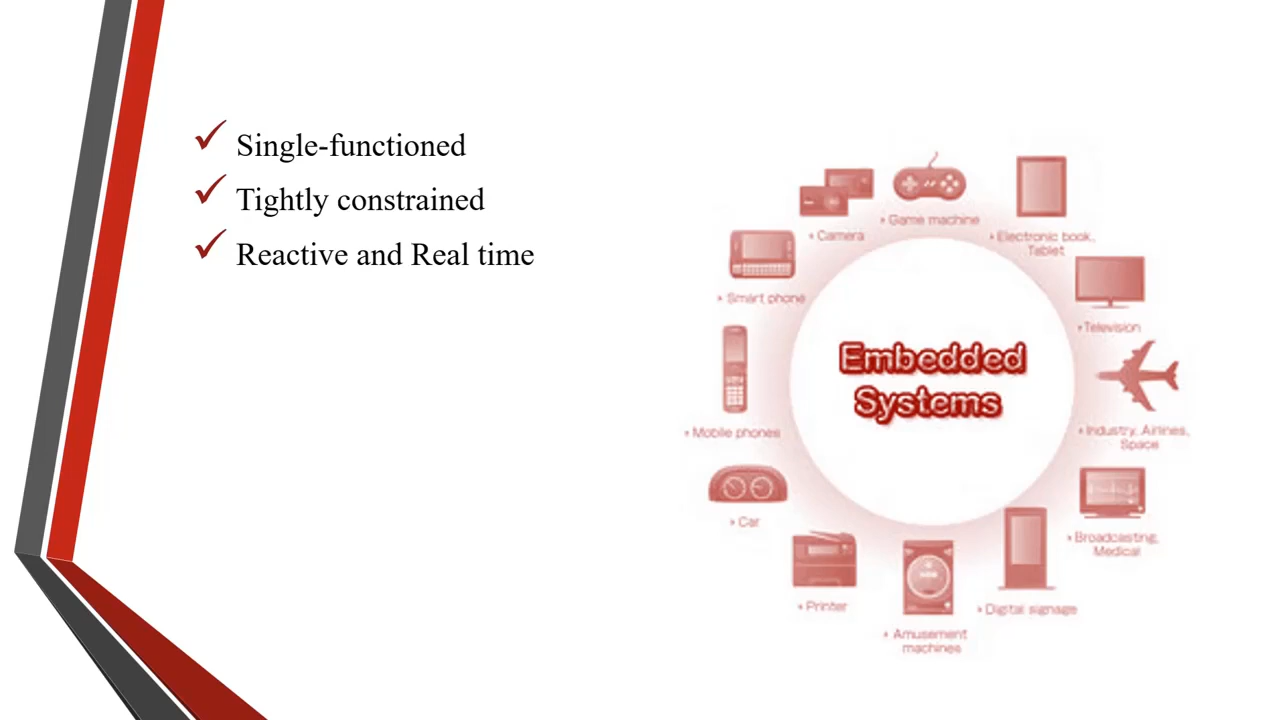 Single-functioned
Tightly constrained
Reactive and Real time
Game machine
Camera
Electronic book,
Tablet
Smart phone
Television
Embedded
Systems
Mobile phones
Industry, Airlines,
Space
Car
Broadcasting,
Medical
Printer
Digital signage
Amusement
machines